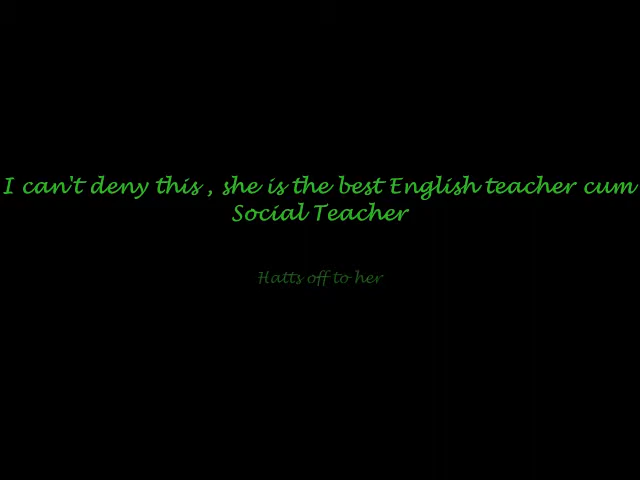 I can't deny this , she is the best English teacher cum
Social Teacher
Hatts off to her